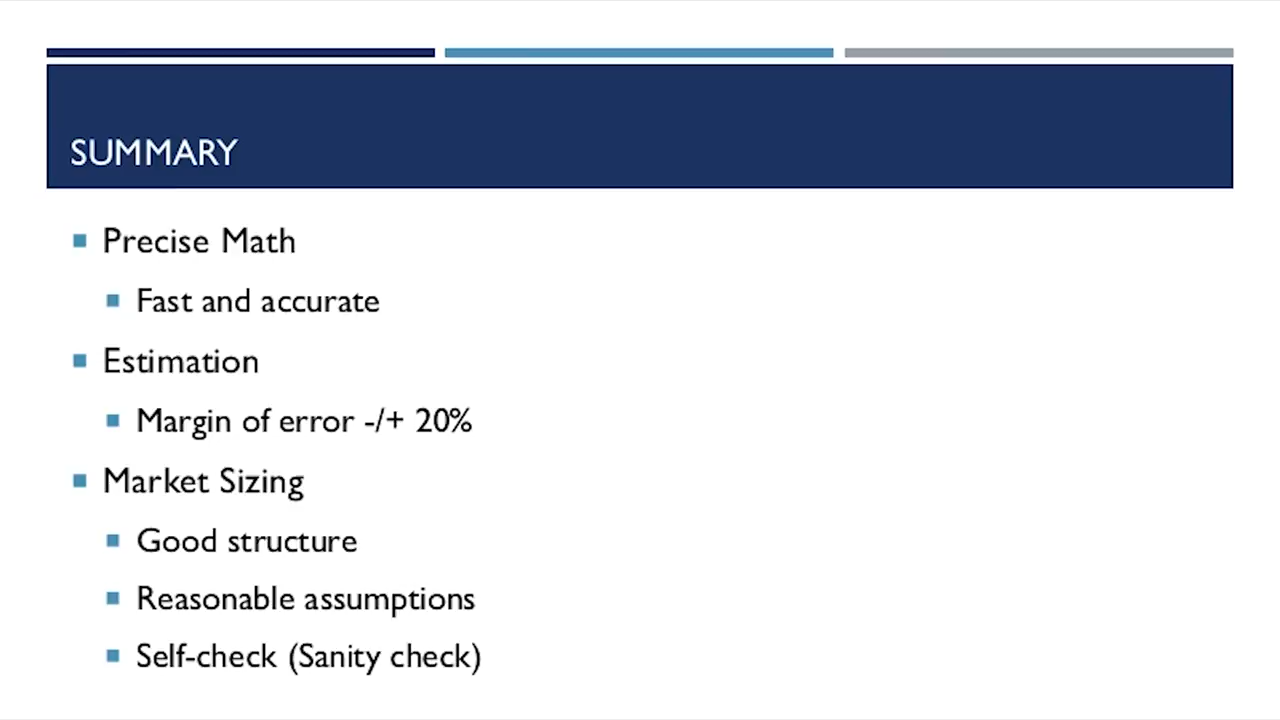 SUMMARY
Precise Math
Fast and accurate
Estimation
Margin of error -/+ 20%
Market Sizing
Good structure
Reasonable assumptions
Self-check (Sanity check)